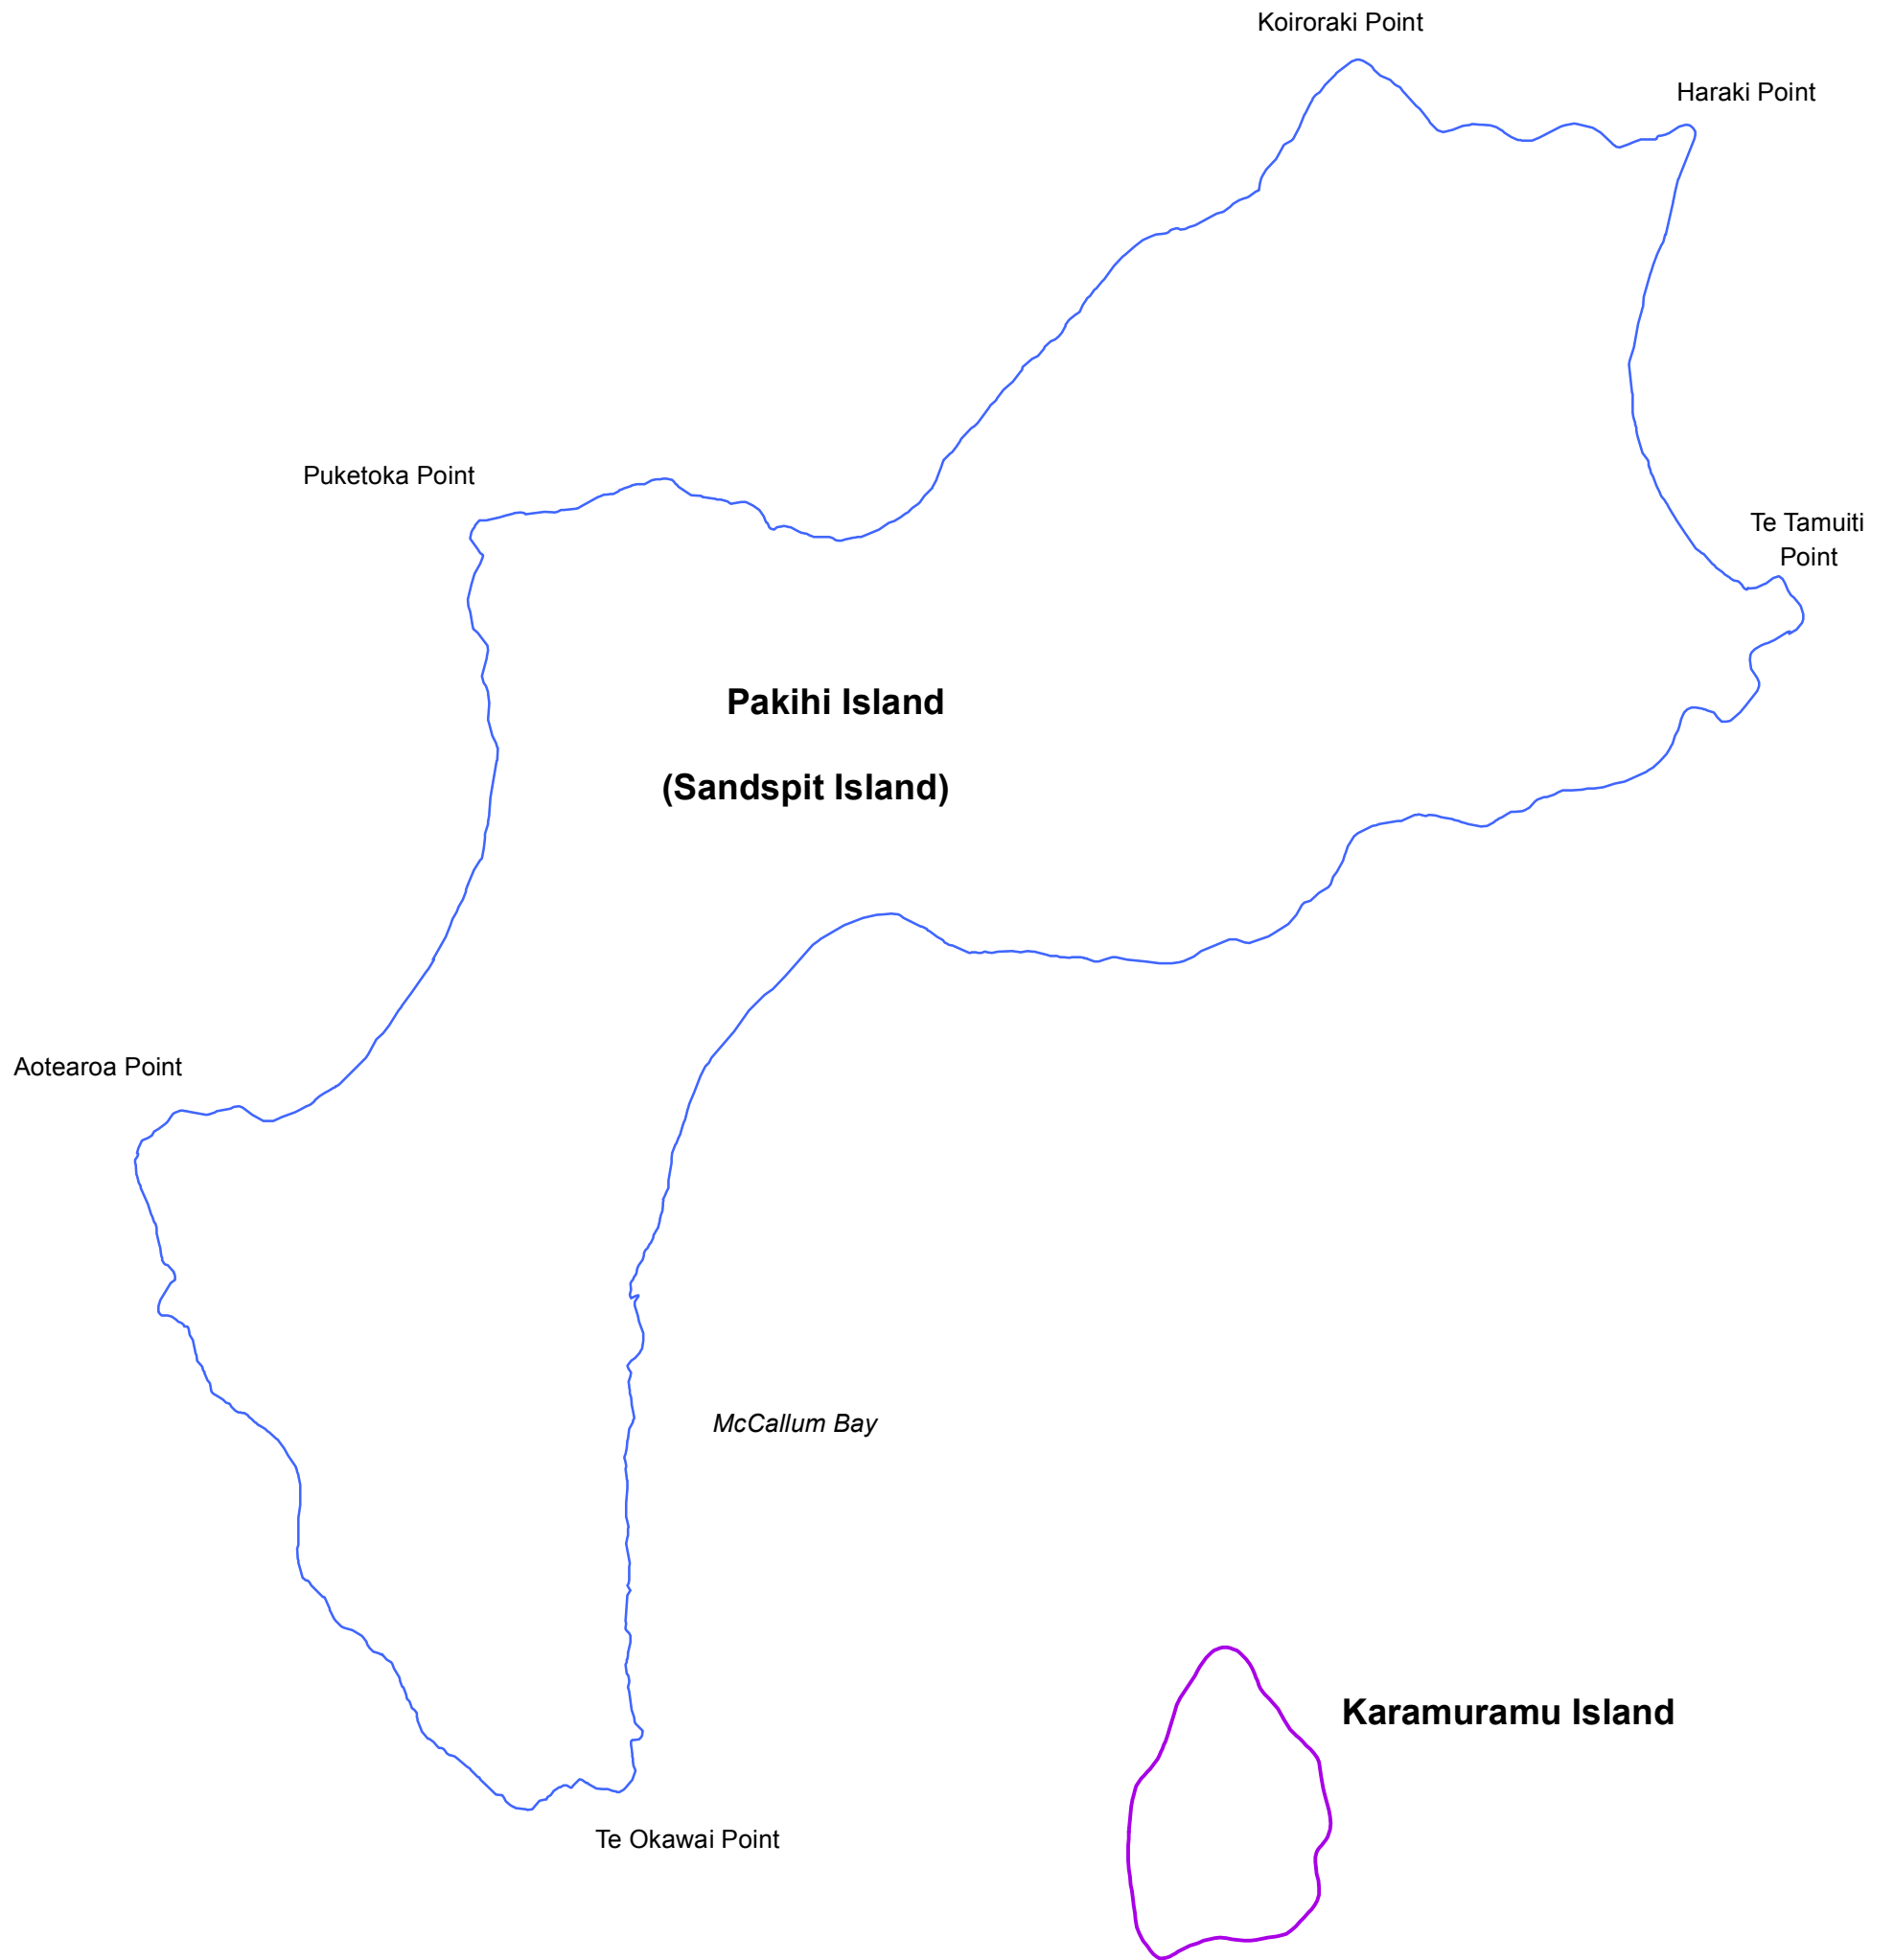 Koiroraki Point
Haraki Point
Puketoka Point
Te Tamuiti
Point
Pakihi Island
(Sandspit Island)
Aotearoa Point
McCallum Bay
Karamuramu Island
Te Okawai Point